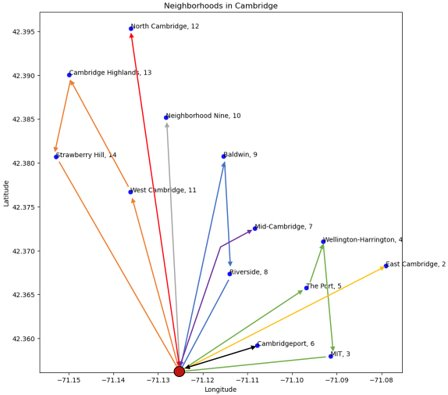 Neighborhoods in Cambridge
42.395
42.390
42.385
42.380
42.375
42.370
42.365
42.360
Latitude
North Cambridge, 12
Cambridge Highlands, 13
Neighborhood Nine, 10
Strawberry Hill, 14
Baldwin, 9
West Cambridge, 11
Mid-Cambridge, 7
Wellington-Harrington, 4
East Cambridge, 2
Riverside, 8
The Port, 5
Cambridgeport, 6
MIT, 3
−71.15 −71.14 −71.13 −71.12 −71.11 −71.10 −71.09 −71.08
Longitude